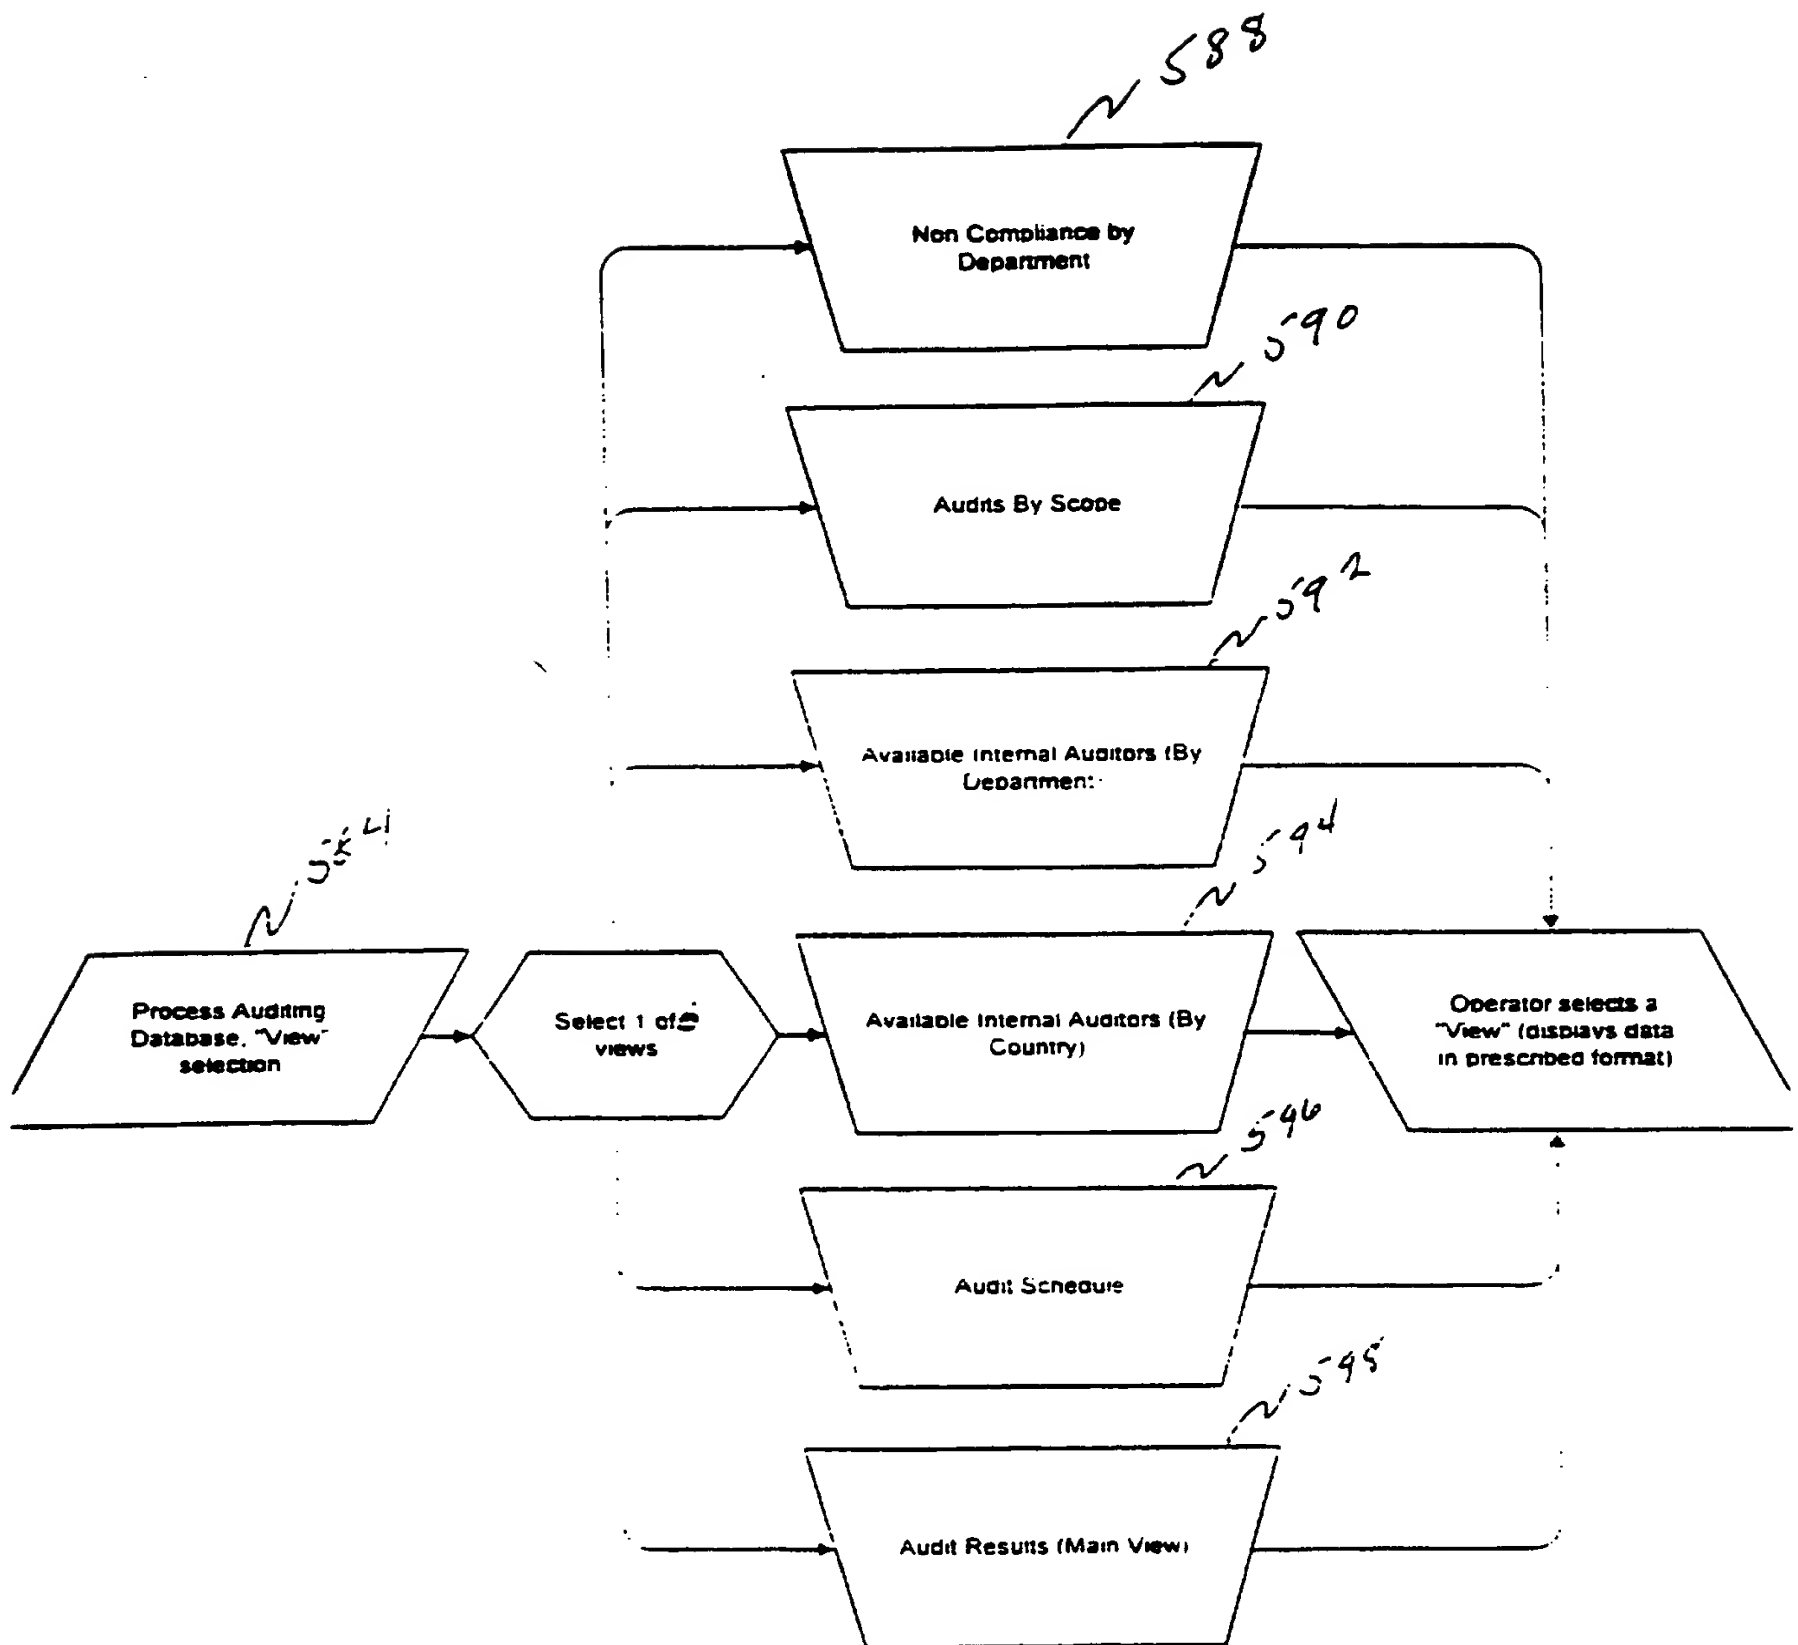 588
Non Compliance by
Department
590
Audits By Scope
592
Available Internal Auditors (By
Department
594
584
Process Auditing
Database, "View"
selection
Select 1 of
views
Available Internal Auditors (By
Country)
Operator selects a
"View" (displays data
in prescribed format)
596
Audit Schedule
Audit Results (Main View)